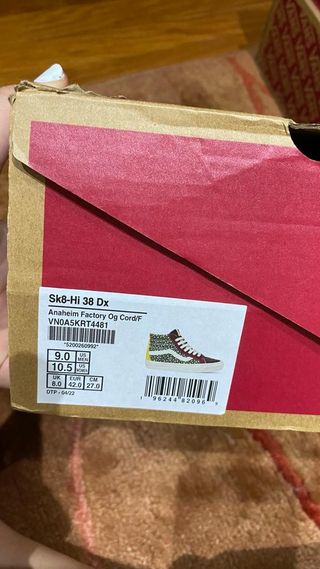 Sk8-Hi 38 Dx
Anaheim Factory Og Cord/F
VN0A5KRT4481
*5200260992*
9.0 US MEN
10.5 US WOMEN
UK EUR CM
8.0 42.0 27.0
DTP - 04/22
1 96244 82096